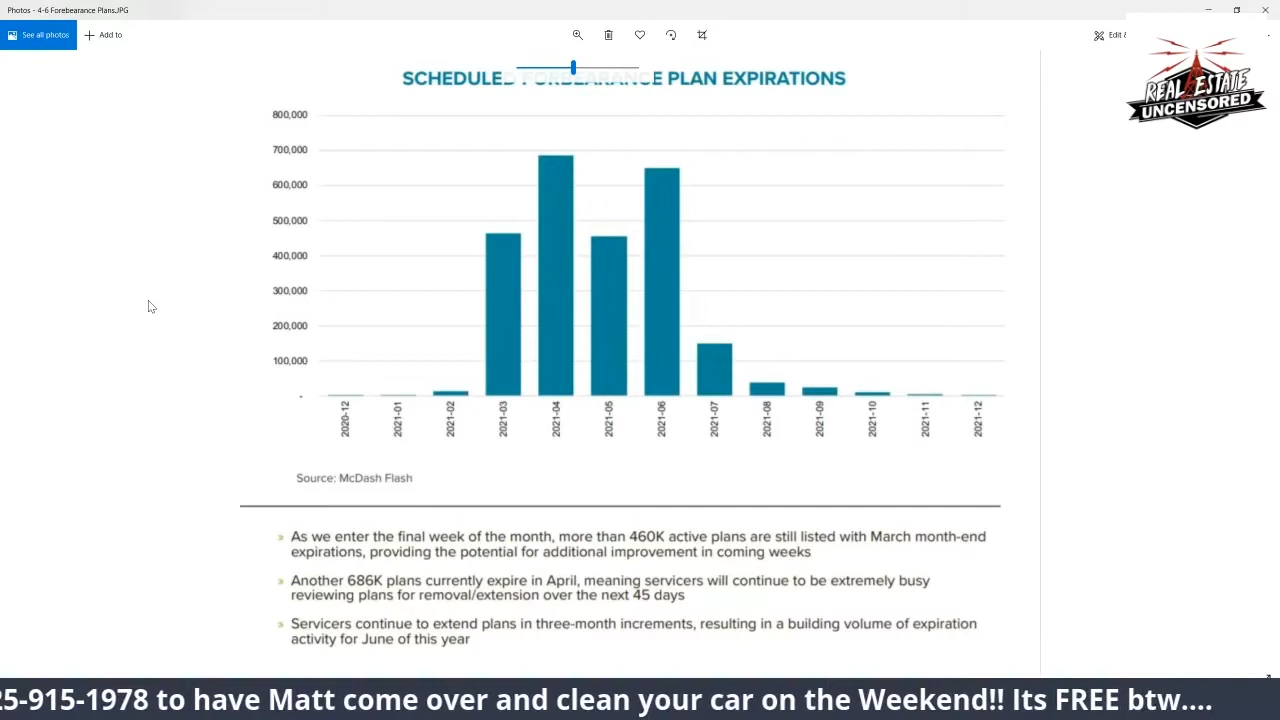 Photos - 4-6 Forebearance Plans.JPG
See all photos
Add to
Edit &
REAL ESTATE
UNCENSORED
SCHEDULED FORBEARANCE PLAN EXPIRATIONS
800,000
700,000
600,000
500,000
400,000
300,000
200,000
100,000
-
2020-12
2021-01
2021-02
2021-03
2021-04
2021-05
2021-06
2021-07
2021-08
2021-09
2021-10
2021-11
2021-12
Source: McDash Flash
» As we enter the final week of the month, more than 460K active plans are still listed with March month-end
expirations, providing the potential for additional improvement in coming weeks
» Another 686K plans currently expire in April, meaning servicers will continue to be extremely busy
reviewing plans for removal/extension over the next 45 days
» Servicers continue to extend plans in three-month increments, resulting in a building volume of expiration
activity for June of this year
25-915-1978 to have Matt come over and clean your car on the Weekend!! Its FREE btw....